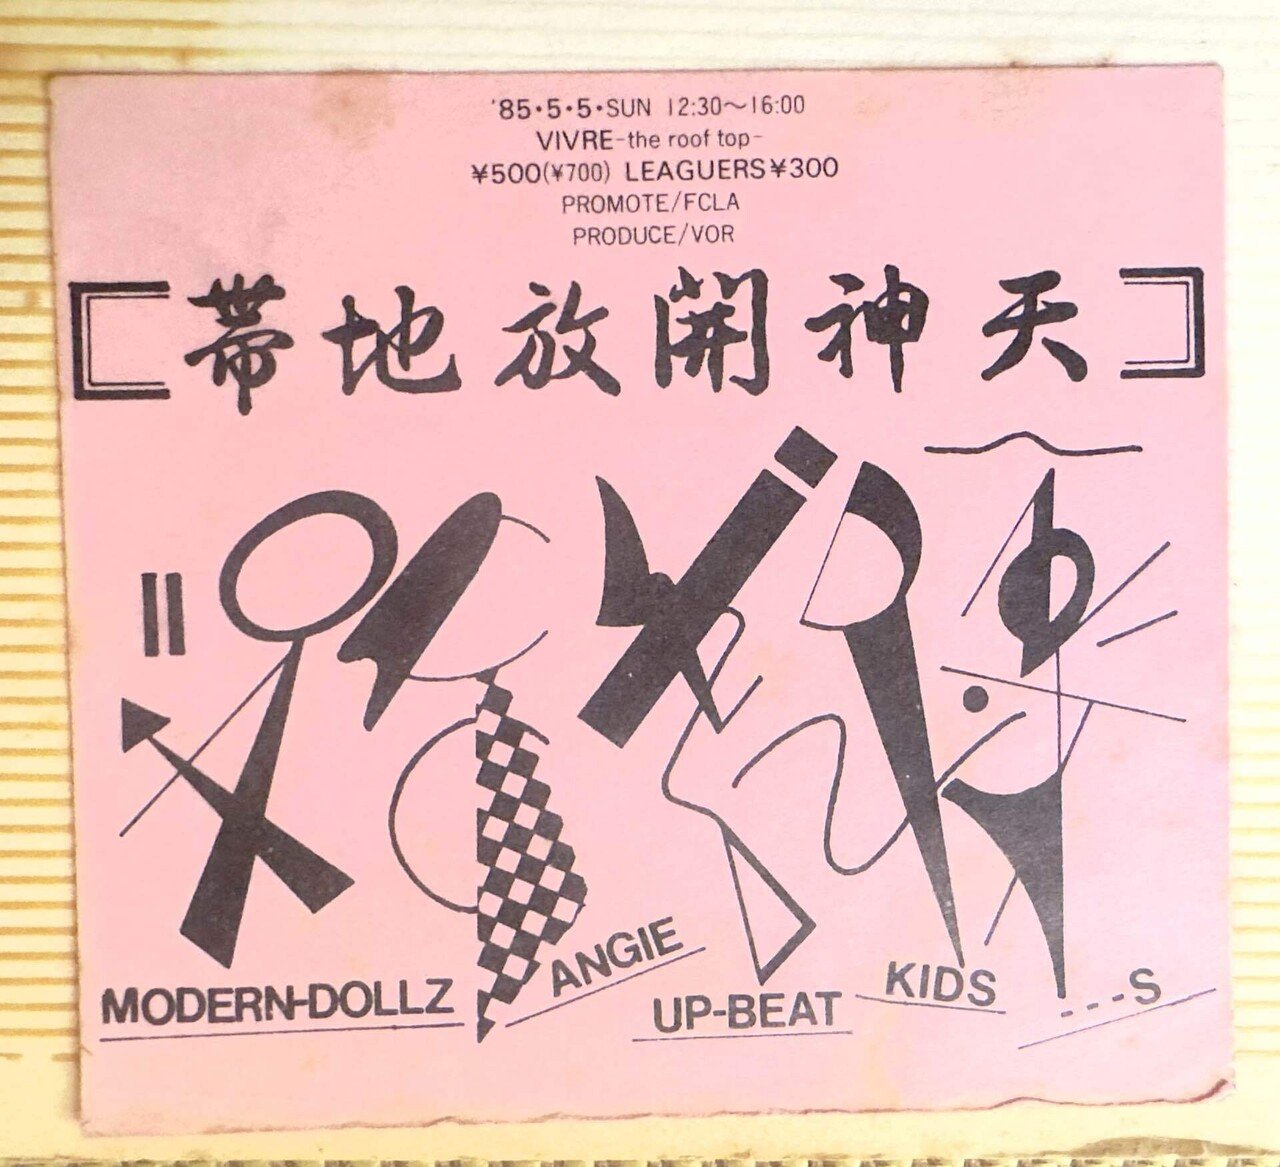 '85・5・5・SUN 12:30〜16:00
VIVRE-the roof top-
¥500(¥700) LEAGUERS¥300
PROMOTE/FCLA
PRODUCE/VOR
[天神開放地帯]
MODERN-DOLLZ
ANGIE
UP-BEAT
KIDS
---S